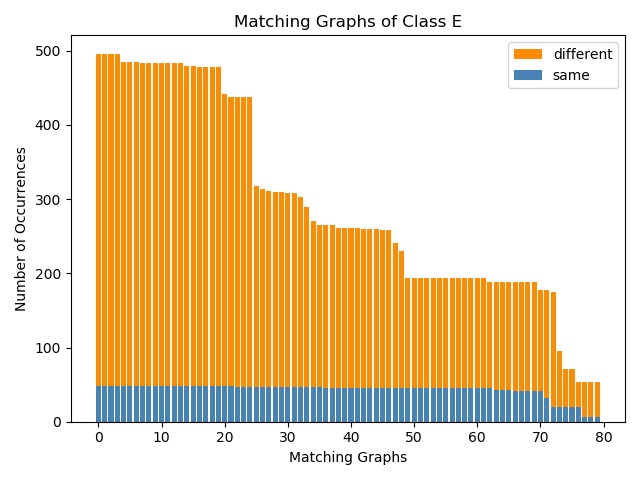 Matching Graphs of Class E
different
same
Number of Occurrences
500
400
300
200
100
0
0 10 20 30 40 50 60 70 80
Matching Graphs